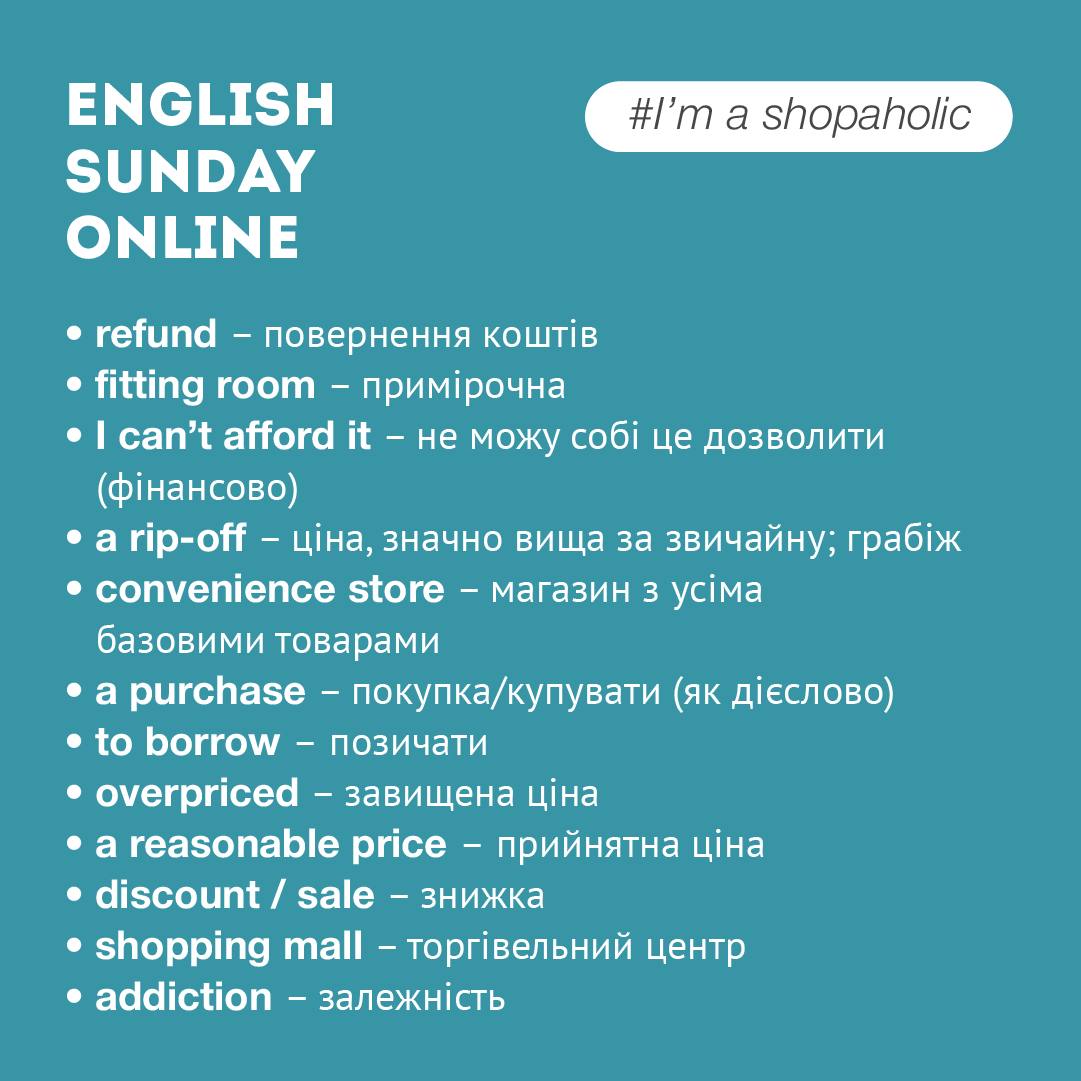 ENGLISH
SUNDAY
ONLINE
#I'm a shopaholic
• refund – повернення коштів
• fitting room – примірочна
• I can't afford it – не можу собі це дозволити
(фінансово)
• a rip-off – ціна, значно вища за звичайну; грабіж
• convenience store – магазин з усіма
базовими товарами
• a purchase – покупка/купувати (як дієслово)
• to borrow – позичати
• overpriced – завищена ціна
• a reasonable price – прийнятна ціна
• discount / sale – знижка
• shopping mall – торгівельний центр
• addiction – залежність